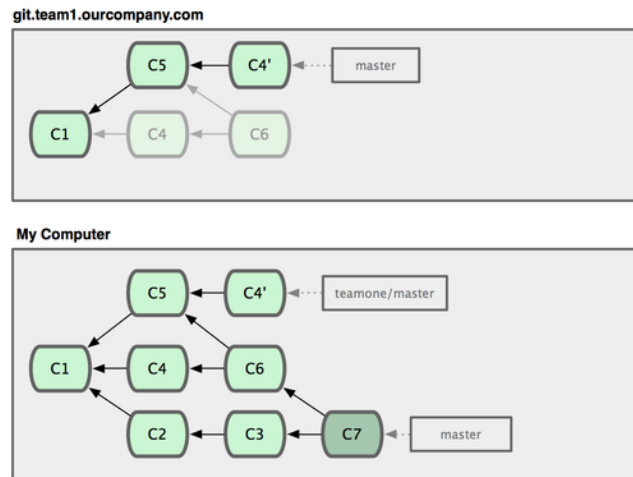 git.team1.ourcompany.com
C5 C4' master
C1 C4 C6
My Computer
C5 C4' teamone/master
C1 C4 C6
C2 C3 C7 master